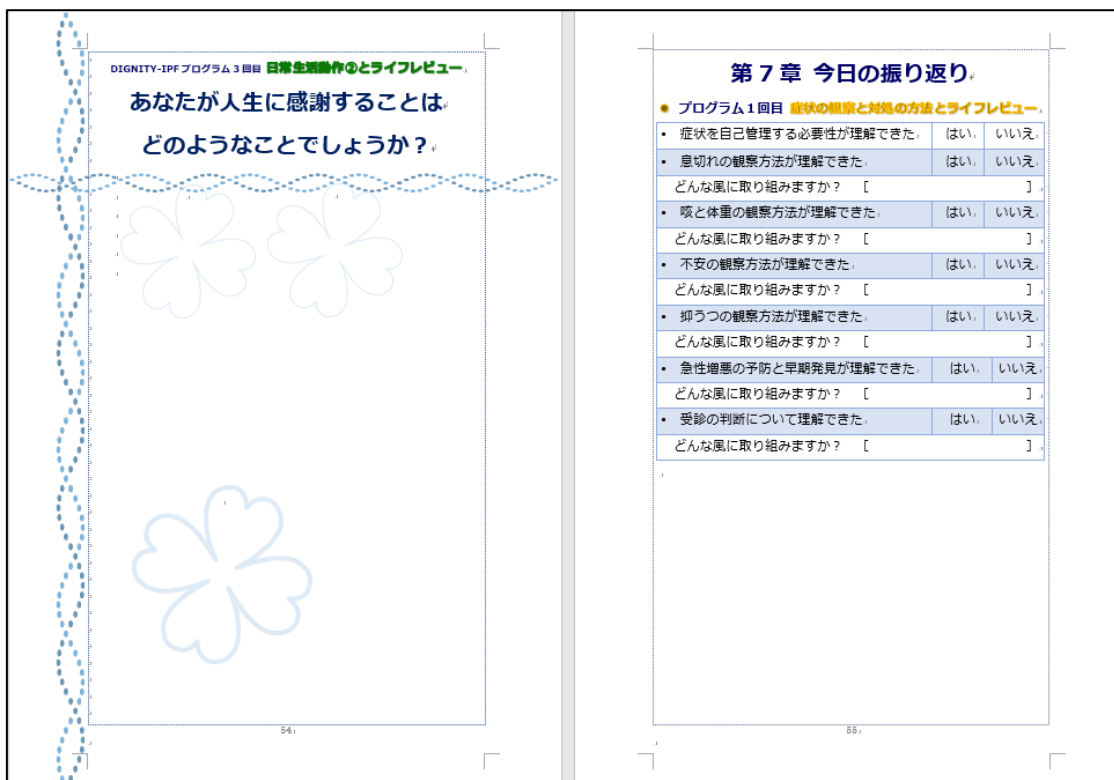 DIGNITY-IPFプログラム3回目 日常生活動作②とライフレビュー
あなたが人生に感謝することは
どのようなことでしょうか?
54
第7章 今日の振り返り
● プログラム1回目 症状の観察と対処の方法とライフレビュー
• 症状を自己管理する必要性が理解できた はい いいえ
• 息切れの観察方法が理解できた はい いいえ
どんな風に取り組みますか? [ ]
• 咳と体重の観察方法が理解できた はい いいえ
どんな風に取り組みますか? [ ]
• 不安の観察方法が理解できた はい いいえ
どんな風に取り組みますか? [ ]
• 抑うつの観察方法が理解できた はい いいえ
どんな風に取り組みますか? [ ]
• 急性増悪の予防と早期発見が理解できた はい いいえ
どんな風に取り組みますか? [ ]
• 受診の判断について理解できた はい いいえ
どんな風に取り組みますか? [ ]
55